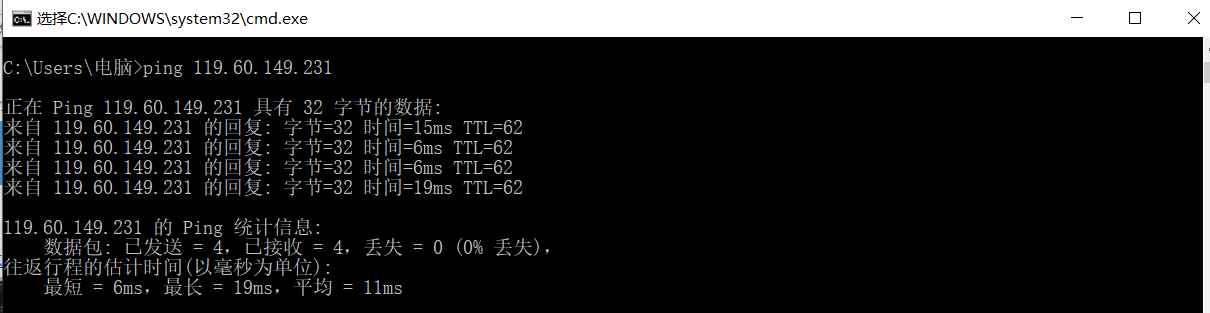 选择C:\WINDOWS\system32\cmd.exe
C:\Users\电脑>ping 119.60.149.231
正在 Ping 119.60.149.231 具有 32 字节的数据:
来自 119.60.149.231 的回复: 字节=32 时间=15ms TTL=62
来自 119.60.149.231 的回复: 字节=32 时间=6ms TTL=62
来自 119.60.149.231 的回复: 字节=32 时间=6ms TTL=62
来自 119.60.149.231 的回复: 字节=32 时间=19ms TTL=62
119.60.149.231 的 Ping 统计信息:
数据包: 已发送 = 4，已接收 = 4，丢失 = 0 (0% 丢失)，
往返行程的估计时间(以毫秒为单位):
最短 = 6ms，最长 = 19ms，平均 = 11ms